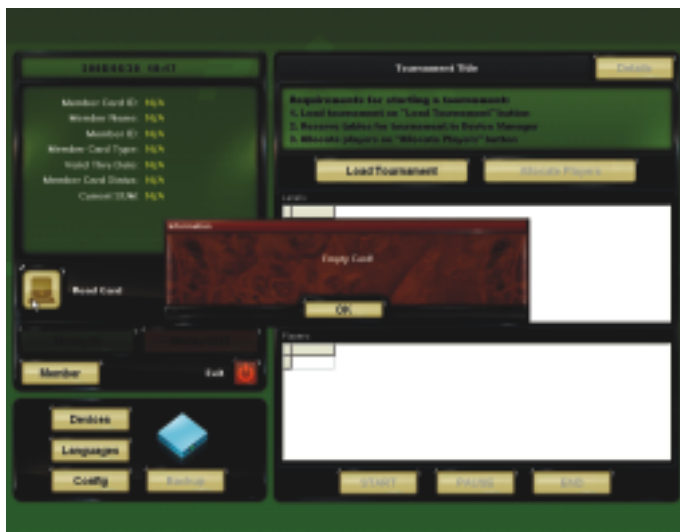 Tournament Title
Details
Requirements for starting a tournament:
1. Load tournament on "Load Tournament" button
2. Reserve tables for tournament in Device Manager
3. Allocate players on "Allocate Players" button
Member Card ID: N/A
Member Name: N/A
Member ID: N/A
Member Card Type: N/A
Valid Thru Date: N/A
Member Card Status: N/A
Load Tournament
Allocate Players
Information
Empty Card
OK
Read Card
Players
Member
Exit
Devices
Languages
Config
Backup
START
PAUSE
END